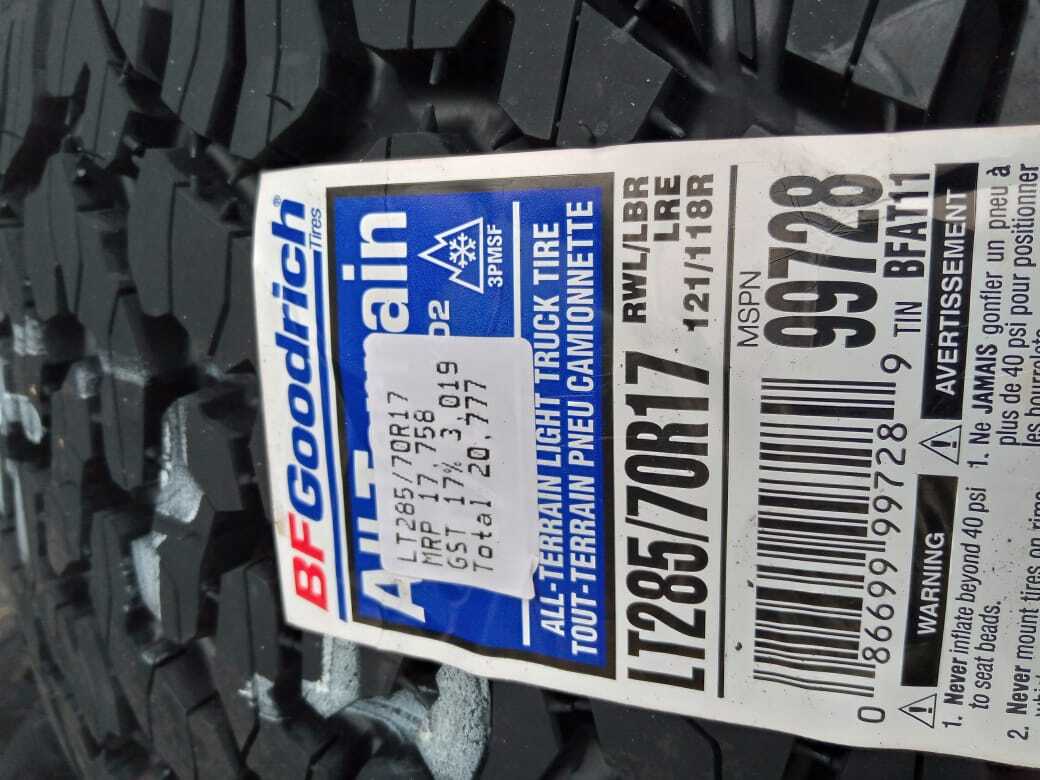 BFGoodrich®
Tires
ain
02
3PMSF
LT285/70R17
MRP 17,758
GST 17% 3,019
Total 20,777
ALL-TERRAIN LIGHT TRUCK TIRE
TOUT-TERRAIN PNEU CAMIONNETTE
LT285/70R17
RWL/LBR
LRE
121/118R
MSPN
99728
0 86699 99728 9
TIN BFAT11
WARNING
1. Never inflate beyond 40 psi
to seat beads.
2. Never mount tires on rims
AVERTISSEMENT
1. Ne JAMAIS gonfler un pneu à
plus de 40 psi pour positionner